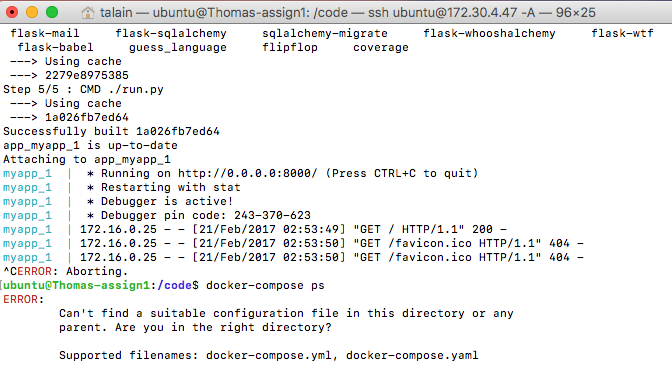 talain — ubuntu@Thomas-assign1: /code — ssh ubuntu@172.30.4.47 -A — 96×25
flask-mail flask-sqlalchemy sqlalchemy-migrate flask-whooshalchemy flask-wtf
flask-babel guess_language flipflop coverage
---> Using cache
---> 2279e8975385
Step 5/5 : CMD ./run.py
---> Using cache
---> 1a026fb7ed64
Successfully built 1a026fb7ed64
app_myapp_1 is up-to-date
Attaching to app_myapp_1
myapp_1 | * Running on http://0.0.0.0:8000/ (Press CTRL+C to quit)
myapp_1 | * Restarting with stat
myapp_1 | * Debugger is active!
myapp_1 | * Debugger pin code: 243-370-623
myapp_1 | 172.16.0.25 - - [21/Feb/2017 02:53:49] "GET / HTTP/1.1" 200 -
myapp_1 | 172.16.0.25 - - [21/Feb/2017 02:53:50] "GET /favicon.ico HTTP/1.1" 404 -
myapp_1 | 172.16.0.25 - - [21/Feb/2017 02:53:50] "GET /favicon.ico HTTP/1.1" 404 -
^CERROR: Aborting.
[ubuntu@Thomas-assign1:/code$ docker-compose ps
ERROR:
Can't find a suitable configuration file in this directory or any
parent. Are you in the right directory?
Supported filenames: docker-compose.yml, docker-compose.yaml